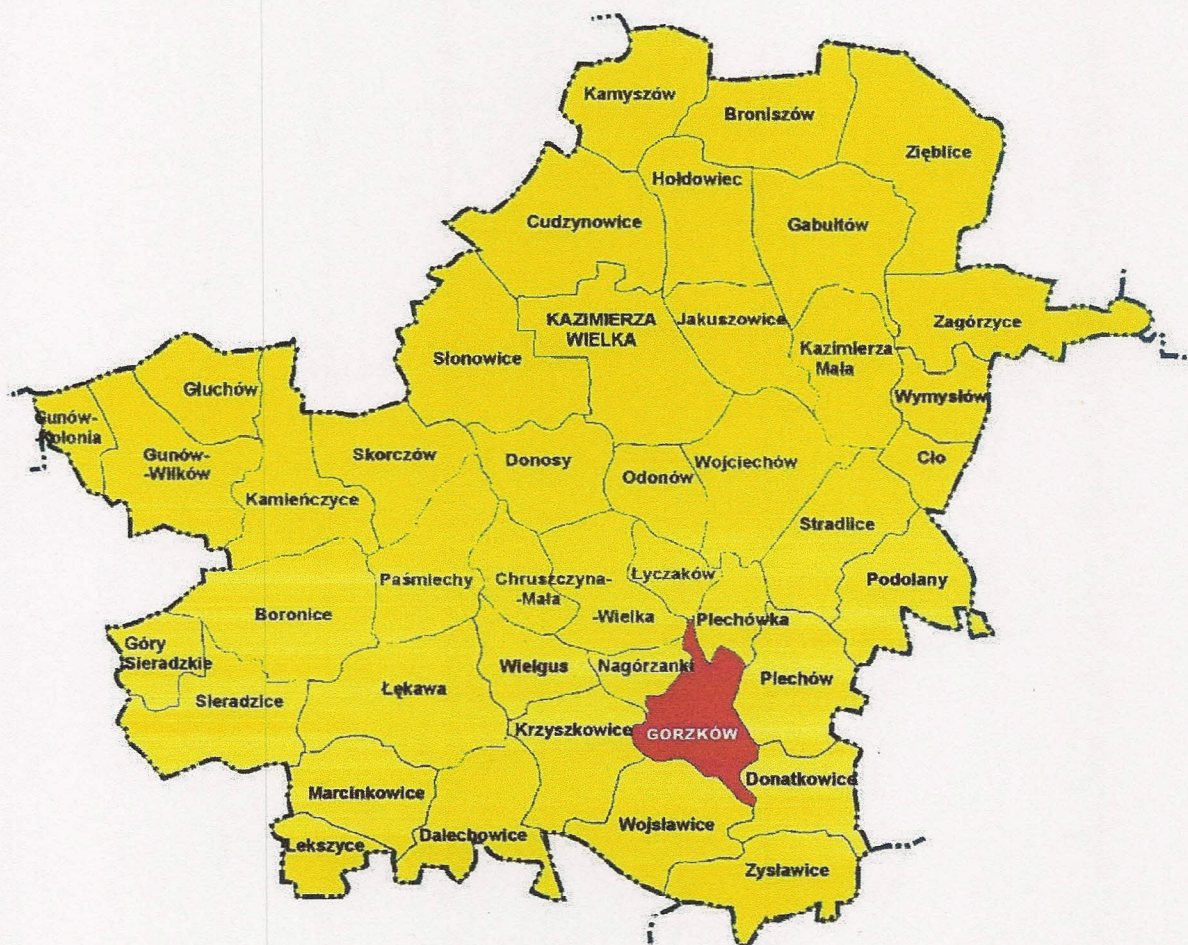 Kamyszów
Broniszów
Zięblice
Hołdowiec
Cudzynowice
Gabułtów
KAZIMIERZA
WIELKA
Jakuszowice
Zagórzyce
Kazimierza
Mała
Słonowice
Głuchów
Wymysłów
Gunów-
-Kolonia
Gunów-
-Wilków
Skorczów
Donosy
Odonów
Wojciechów
Cło
Kamieńczyce
Stradlice
Paśmiechy
Chruszczyna-
-Mała
Łyczaków
Podolany
Boronice
-Wielka
Plechówka
Góry
Sieradzkie
Wielgus
Nagórzanki
Plechów
Sieradzice
Łękawa
Krzyszkowice
GORZKÓW
Donatkowice
Marcinkowice
Wojsławice
Lekszyce
Dalechowice
Zysławice